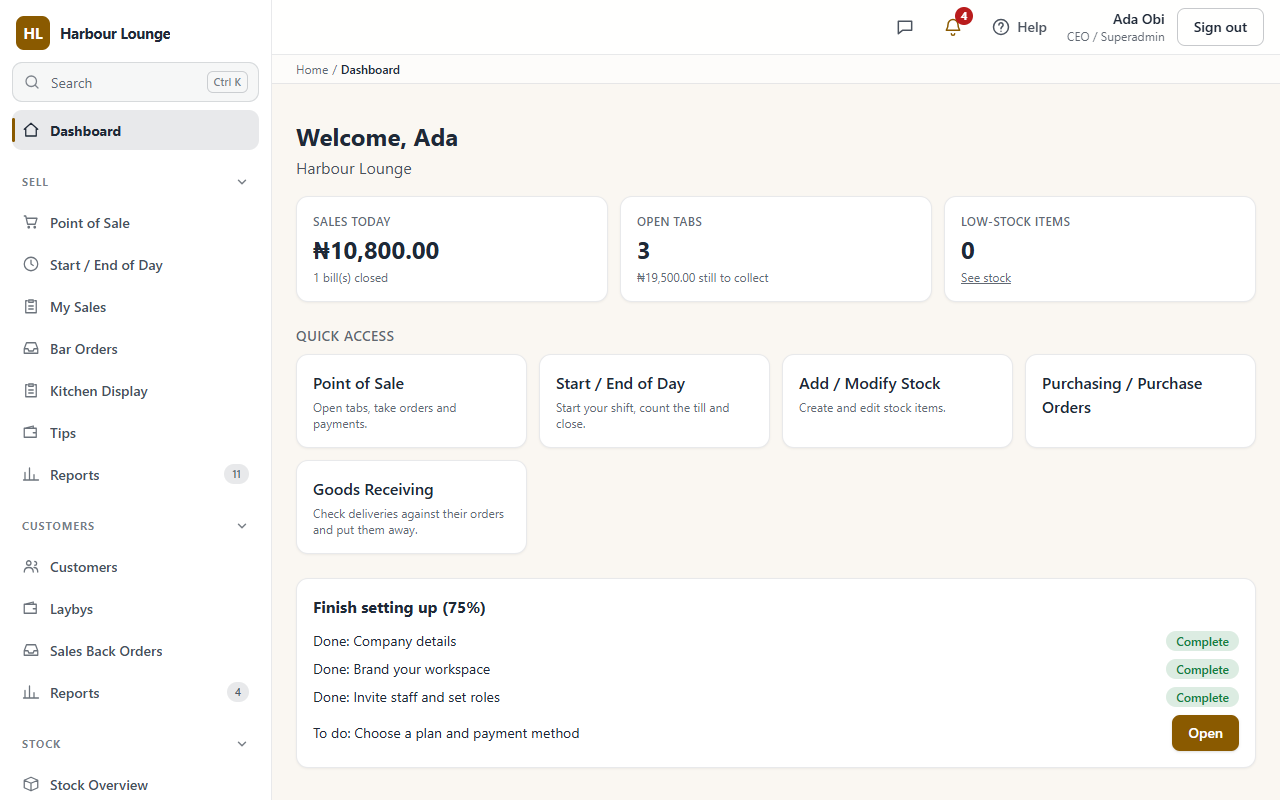 HL
Harbour Lounge
Search
Ctrl K
Dashboard
SELL
Point of Sale
Start / End of Day
My Sales
Bar Orders
Kitchen Display
Tips
Reports
11
CUSTOMERS
Customers
Laybys
Sales Back Orders
Reports
4
STOCK
Stock Overview
4
Help
Ada Obi
CEO / Superadmin
Sign out
Home / Dashboard
Welcome, Ada
Harbour Lounge
SALES TODAY
₦10,800.00
1 bill(s) closed
OPEN TABS
3
₦19,500.00 still to collect
LOW-STOCK ITEMS
0
See stock
QUICK ACCESS
Point of Sale
Open tabs, take orders and
payments.
Start / End of Day
Start your shift, count the till and
close.
Add / Modify Stock
Create and edit stock items.
Purchasing / Purchase
Orders
Goods Receiving
Check deliveries against their orders
and put them away.
Finish setting up (75%)
Done: Company details
Complete
Done: Brand your workspace
Complete
Done: Invite staff and set roles
Complete
To do: Choose a plan and payment method
Open